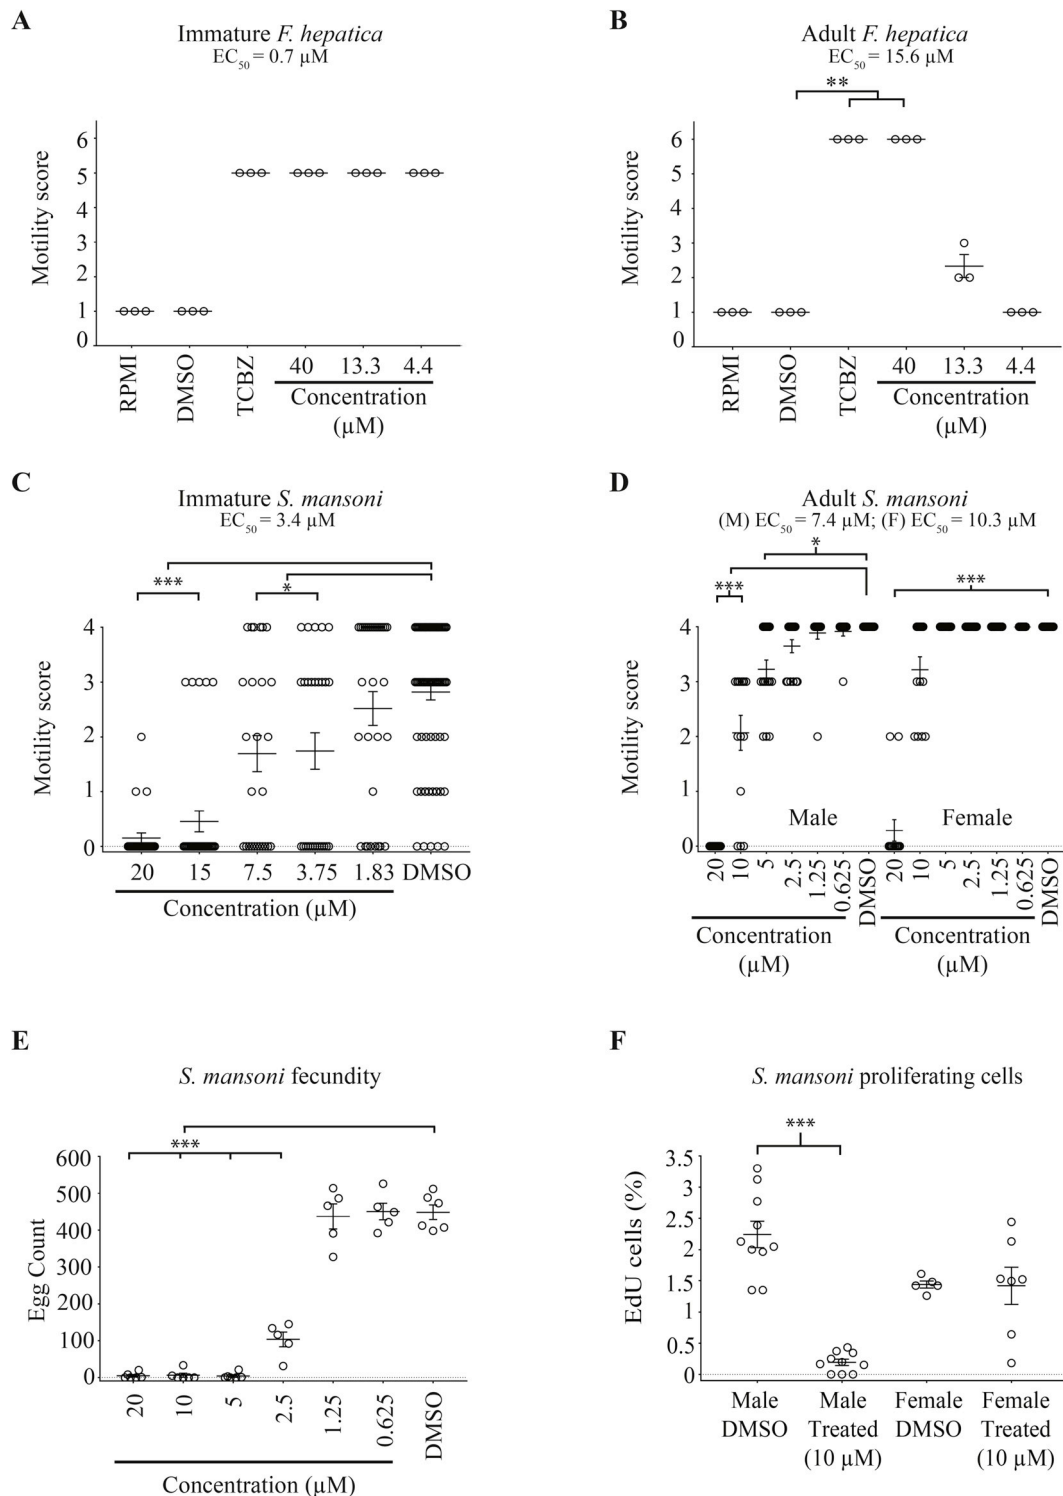 A
Immature F. hepatica
EC50 = 0.7 µM
Motility score
6
5
4
3
2
1
0
RPMI
DMSO
TCBZ
40
13.3
4.4
Concentration
(µM)
B
Adult F. hepatica
EC50 = 15.6 µM
**
Motility score
6
5
4
3
2
1
0
RPMI
DMSO
TCBZ
40
13.3
4.4
Concentration
(µM)
C
Immature S. mansoni
EC50 = 3.4 µM
***
*
Motility score
4
3
2
1
0
20
15
7.5
3.75
1.83
DMSO
Concentration (µM)
D
Adult S. mansoni
(M) EC50 = 7.4 µM; (F) EC50 = 10.3 µM
*
***
***
Motility score
4
3
2
1
0
Male
Female
20
10
5
2.5
1.25
0.625
DMSO
20
10
5
2.5
1.25
0.625
DMSO
Concentration
(µM)
Concentration
(µM)
E
S. mansoni fecundity
***
Egg Count
600
500
400
300
200
100
0
20
10
5
2.5
1.25
0.625
DMSO
Concentration (µM)
F
S. mansoni proliferating cells
***
EdU cells (%)
3.5
3
2.5
2
1.5
1
0.5
0
Male
DMSO
Male
Treated
(10 µM)
Female
DMSO
Female
Treated
(10 µM)